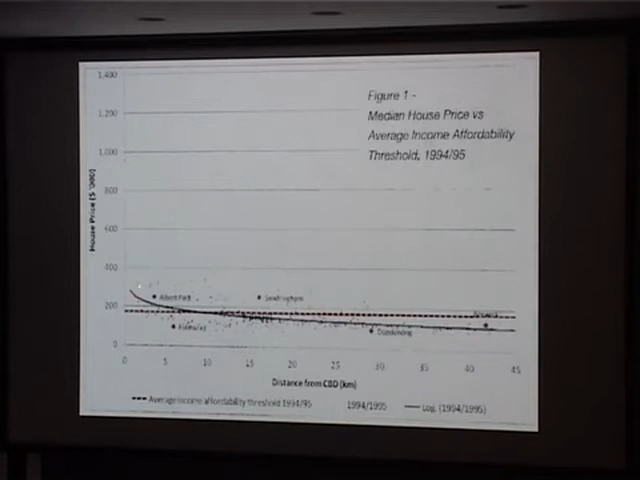 Figure 1 -
Median House Price vs
Average Income Affordability
Threshold, 1994/95
House Price ($ '000)
1,400
1,200
1,000
800
600
400
200
0
Albert Park
Sandringham
Dandenong
0 5 10 15 20 25 30 35 40 45
Distance from CBD (km)
Average income affordability threshold 1994/95 1994/1995 Log. (1994/1995)